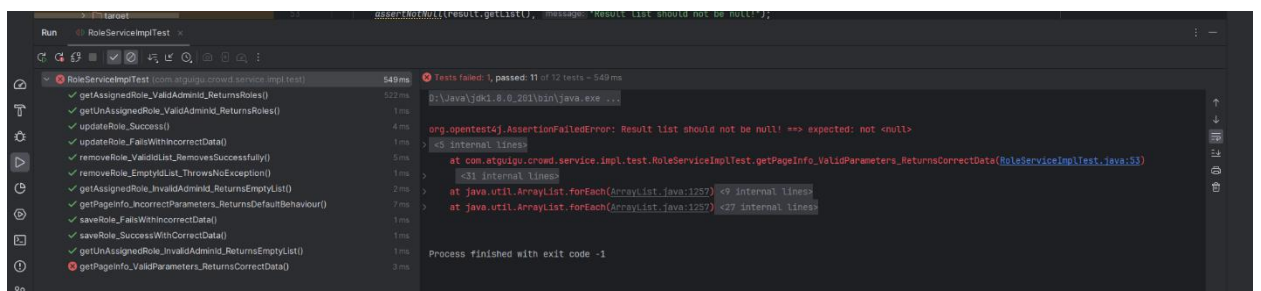 target
33
assertNotNull(result.getList(), message: "Result list should not be null!");
Run RoleServiceImplTest ×
RoleServiceImplTest (com.atguigu.crowd.service.impl.test) 549 ms
getAssignedRole_ValidAdminId_ReturnsRoles() 522 ms
getUnAssignedRole_ValidAdminId_ReturnsRoles() 1 ms
updateRole_Success() 4 ms
updateRole_FailsWithIncorrectData() 1 ms
removeRole_ValidIdList_RemovesSuccessfully() 5 ms
removeRole_EmptyIdList_ThrowsNoException() 1 ms
getAssignedRole_InvalidAdminId_ReturnsEmptyList() 2 ms
getPageInfo_IncorrectParameters_ReturnsDefaultBehaviour() 7 ms
saveRole_FailsWithIncorrectData() 1 ms
saveRole_SuccessWithCorrectData() 1 ms
getUnAssignedRole_InvalidAdminId_ReturnsEmptyList() 1 ms
getPageInfo_ValidParameters_ReturnsCorrectData() 2 ms
Tests failed: 1, passed: 11 of 12 tests – 549 ms
D:\Java\jdk1.8.0_201\bin\java.exe ...
org.opentest4j.AssertionFailedError: Result list should not be null! ==> expected: not <null>
<5 internal lines>
at com.atguigu.crowd.service.impl.test.RoleServiceImplTest.getPageInfo_ValidParameters_ReturnsCorrectData(RoleServiceImplTest.java:53)
<31 internal lines>
at java.util.ArrayList.forEach(ArrayList.java:1257) <9 internal lines>
at java.util.ArrayList.forEach(ArrayList.java:1257) <27 internal lines>
Process finished with exit code -1